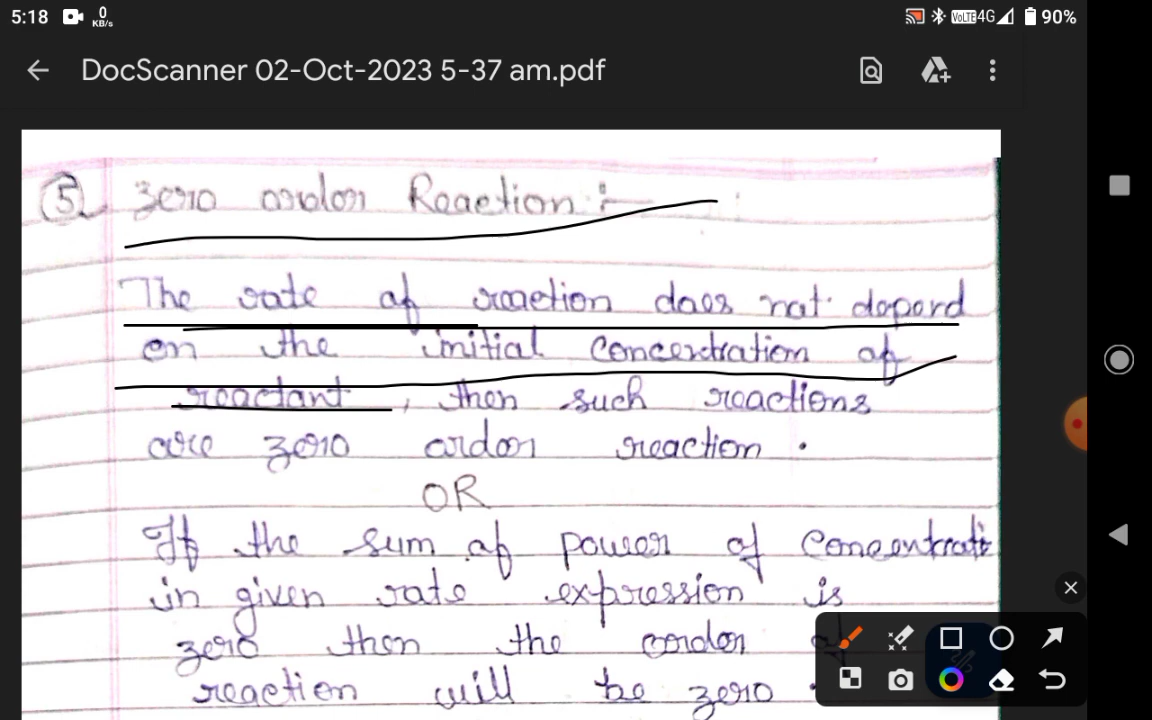 5:18 0 KB/s VoLTE 4G 90%
DocScanner 02-Oct-2023 5-37 am.pdf
5 zero order Reaction :-
The rate of reaction does not depend
on the initial Concentration of
reactant, then such reactions
are zero order reaction.
OR
If the sum of power of Concentrati
in given rate expression is
zero then the order of
reaction will be zero.